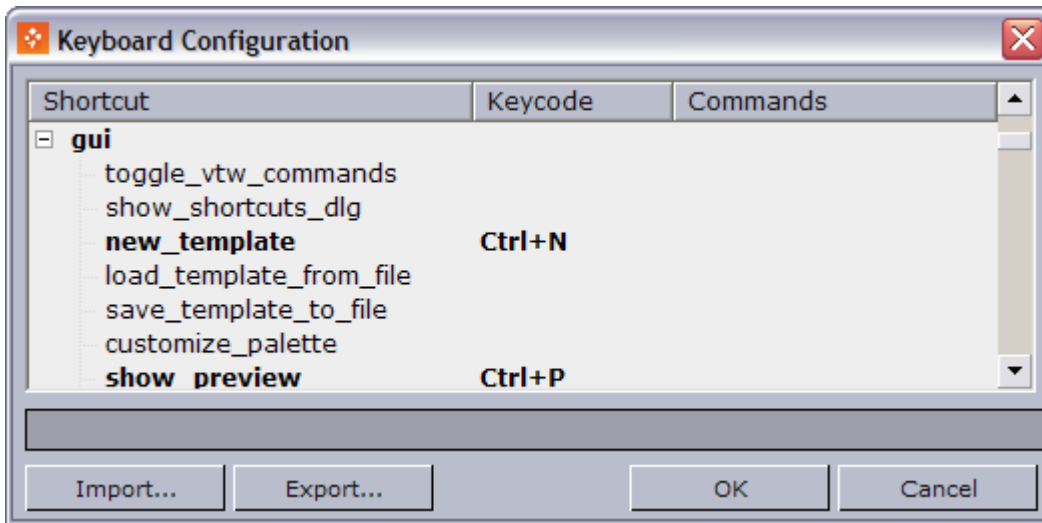 Keyboard Configuration
Shortcut Keycode Commands
gui
toggle_vtw_commands
show_shortcuts_dlg
new_template Ctrl+N
load_template_from_file
save_template_to_file
customize_palette
show_preview Ctrl+P
Import... Export... OK Cancel